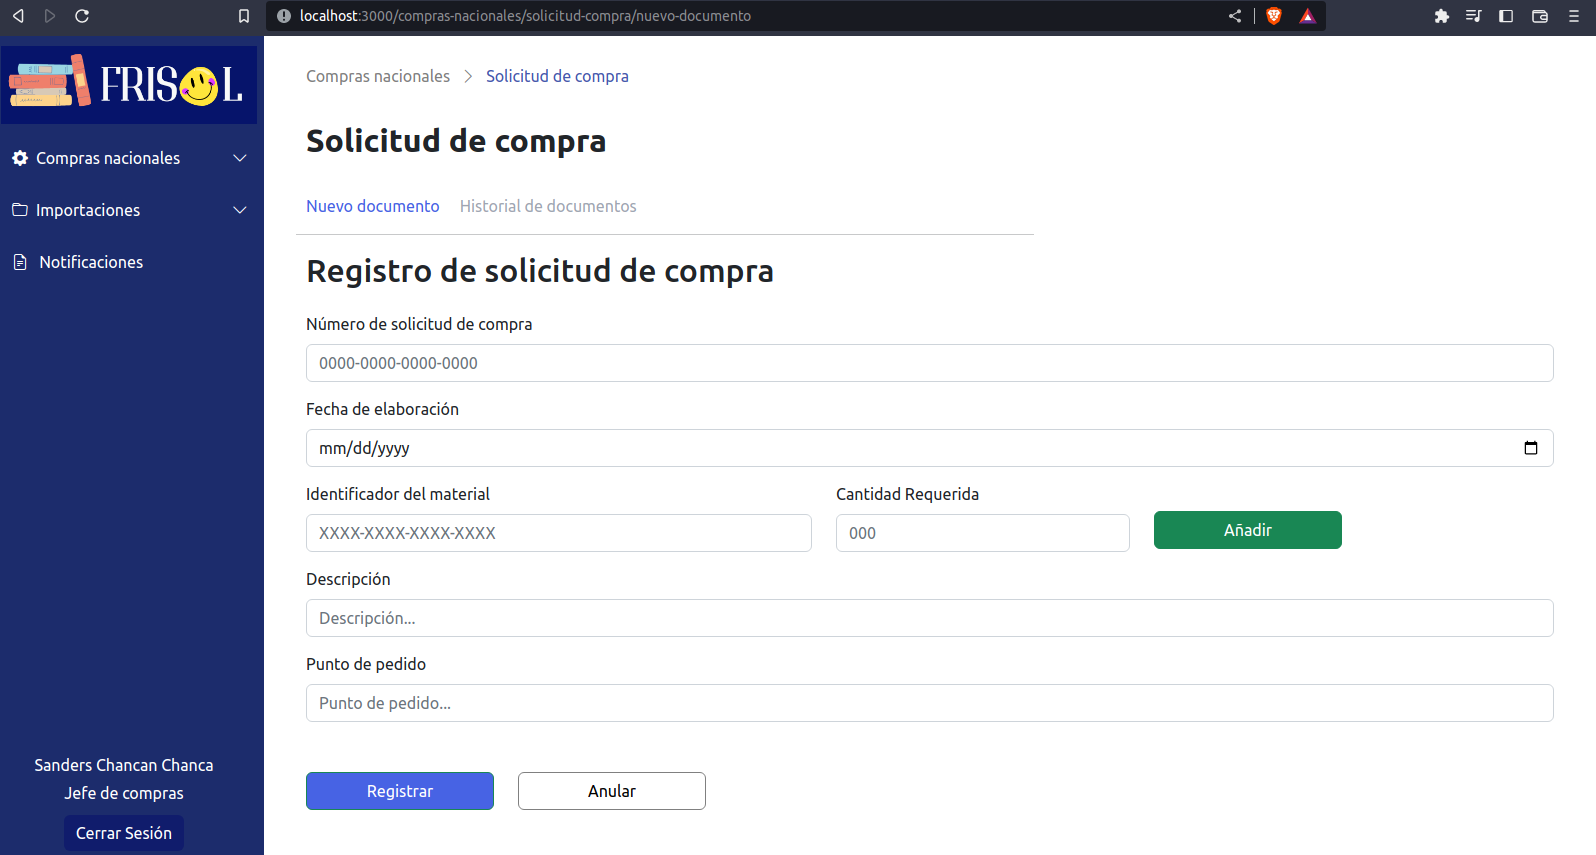 localhost:3000/compras-nacionales/solicitud-compra/nuevo-documento
FRISOL
Compras nacionales
Importaciones
Notificaciones
Sanders Chancan Chanca
Jefe de compras
Cerrar Sesión
Compras nacionales > Solicitud de compra
Solicitud de compra
Nuevo documento Historial de documentos
Registro de solicitud de compra
Número de solicitud de compra
0000-0000-0000-0000
Fecha de elaboración
mm/dd/yyyy
Identificador del material Cantidad Requerida
XXXX-XXXX-XXXX-XXXX 000 Añadir
Descripción
Descripción...
Punto de pedido
Punto de pedido...
Registrar Anular